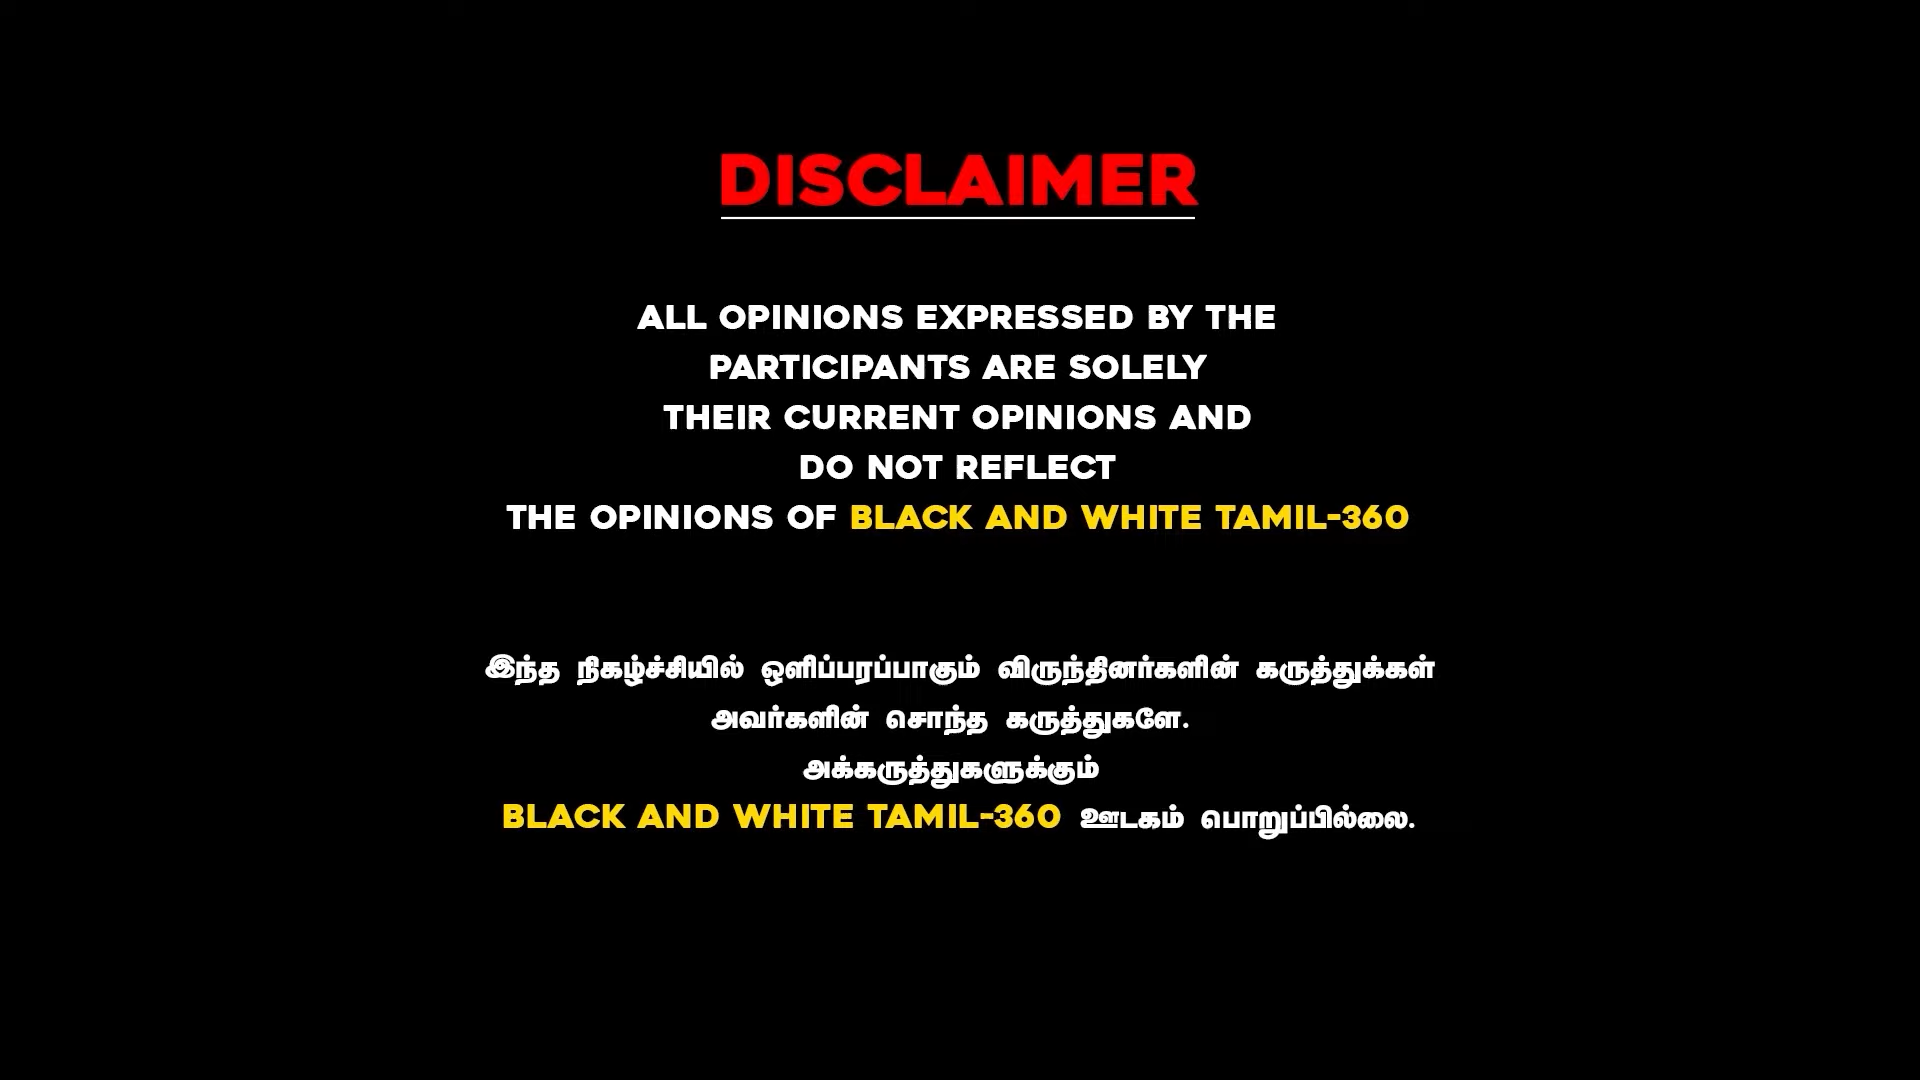 DISCLAIMER
ALL OPINIONS EXPRESSED BY THE
PARTICIPANTS ARE SOLELY
THEIR CURRENT OPINIONS AND
DO NOT REFLECT
THE OPINIONS OF BLACK AND WHITE TAMIL-360
இந்த நிகழ்ச்சியில் ஒளிப்பரப்பாகும் விருந்தினர்களின் கருத்துக்கள்
அவர்களின் சொந்த கருத்துகளே.
அக்கருத்துகளுக்கும்
BLACK AND WHITE TAMIL-360 ஊடகம் பொறுப்பில்லை.